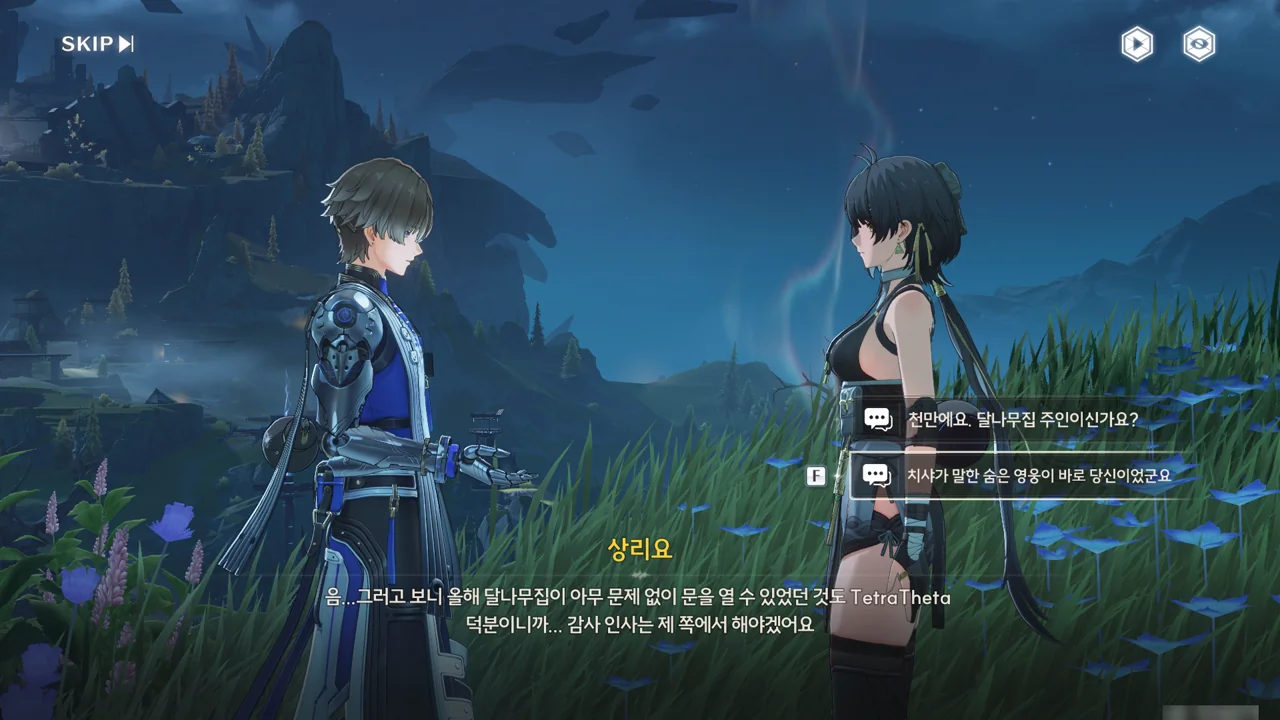 SKIP
천만에요. 달나무집 주인이신가요?
F
치샤가 말한 숨은 영웅이 바로 당신이었군요
상리요
음...그러고 보니 올해 달나무집이 아무 문제 없이 문을 열 수 있었던 것도 TetraTheta
덕분이니까... 감사 인사는 제 쪽에서 해야겠어요